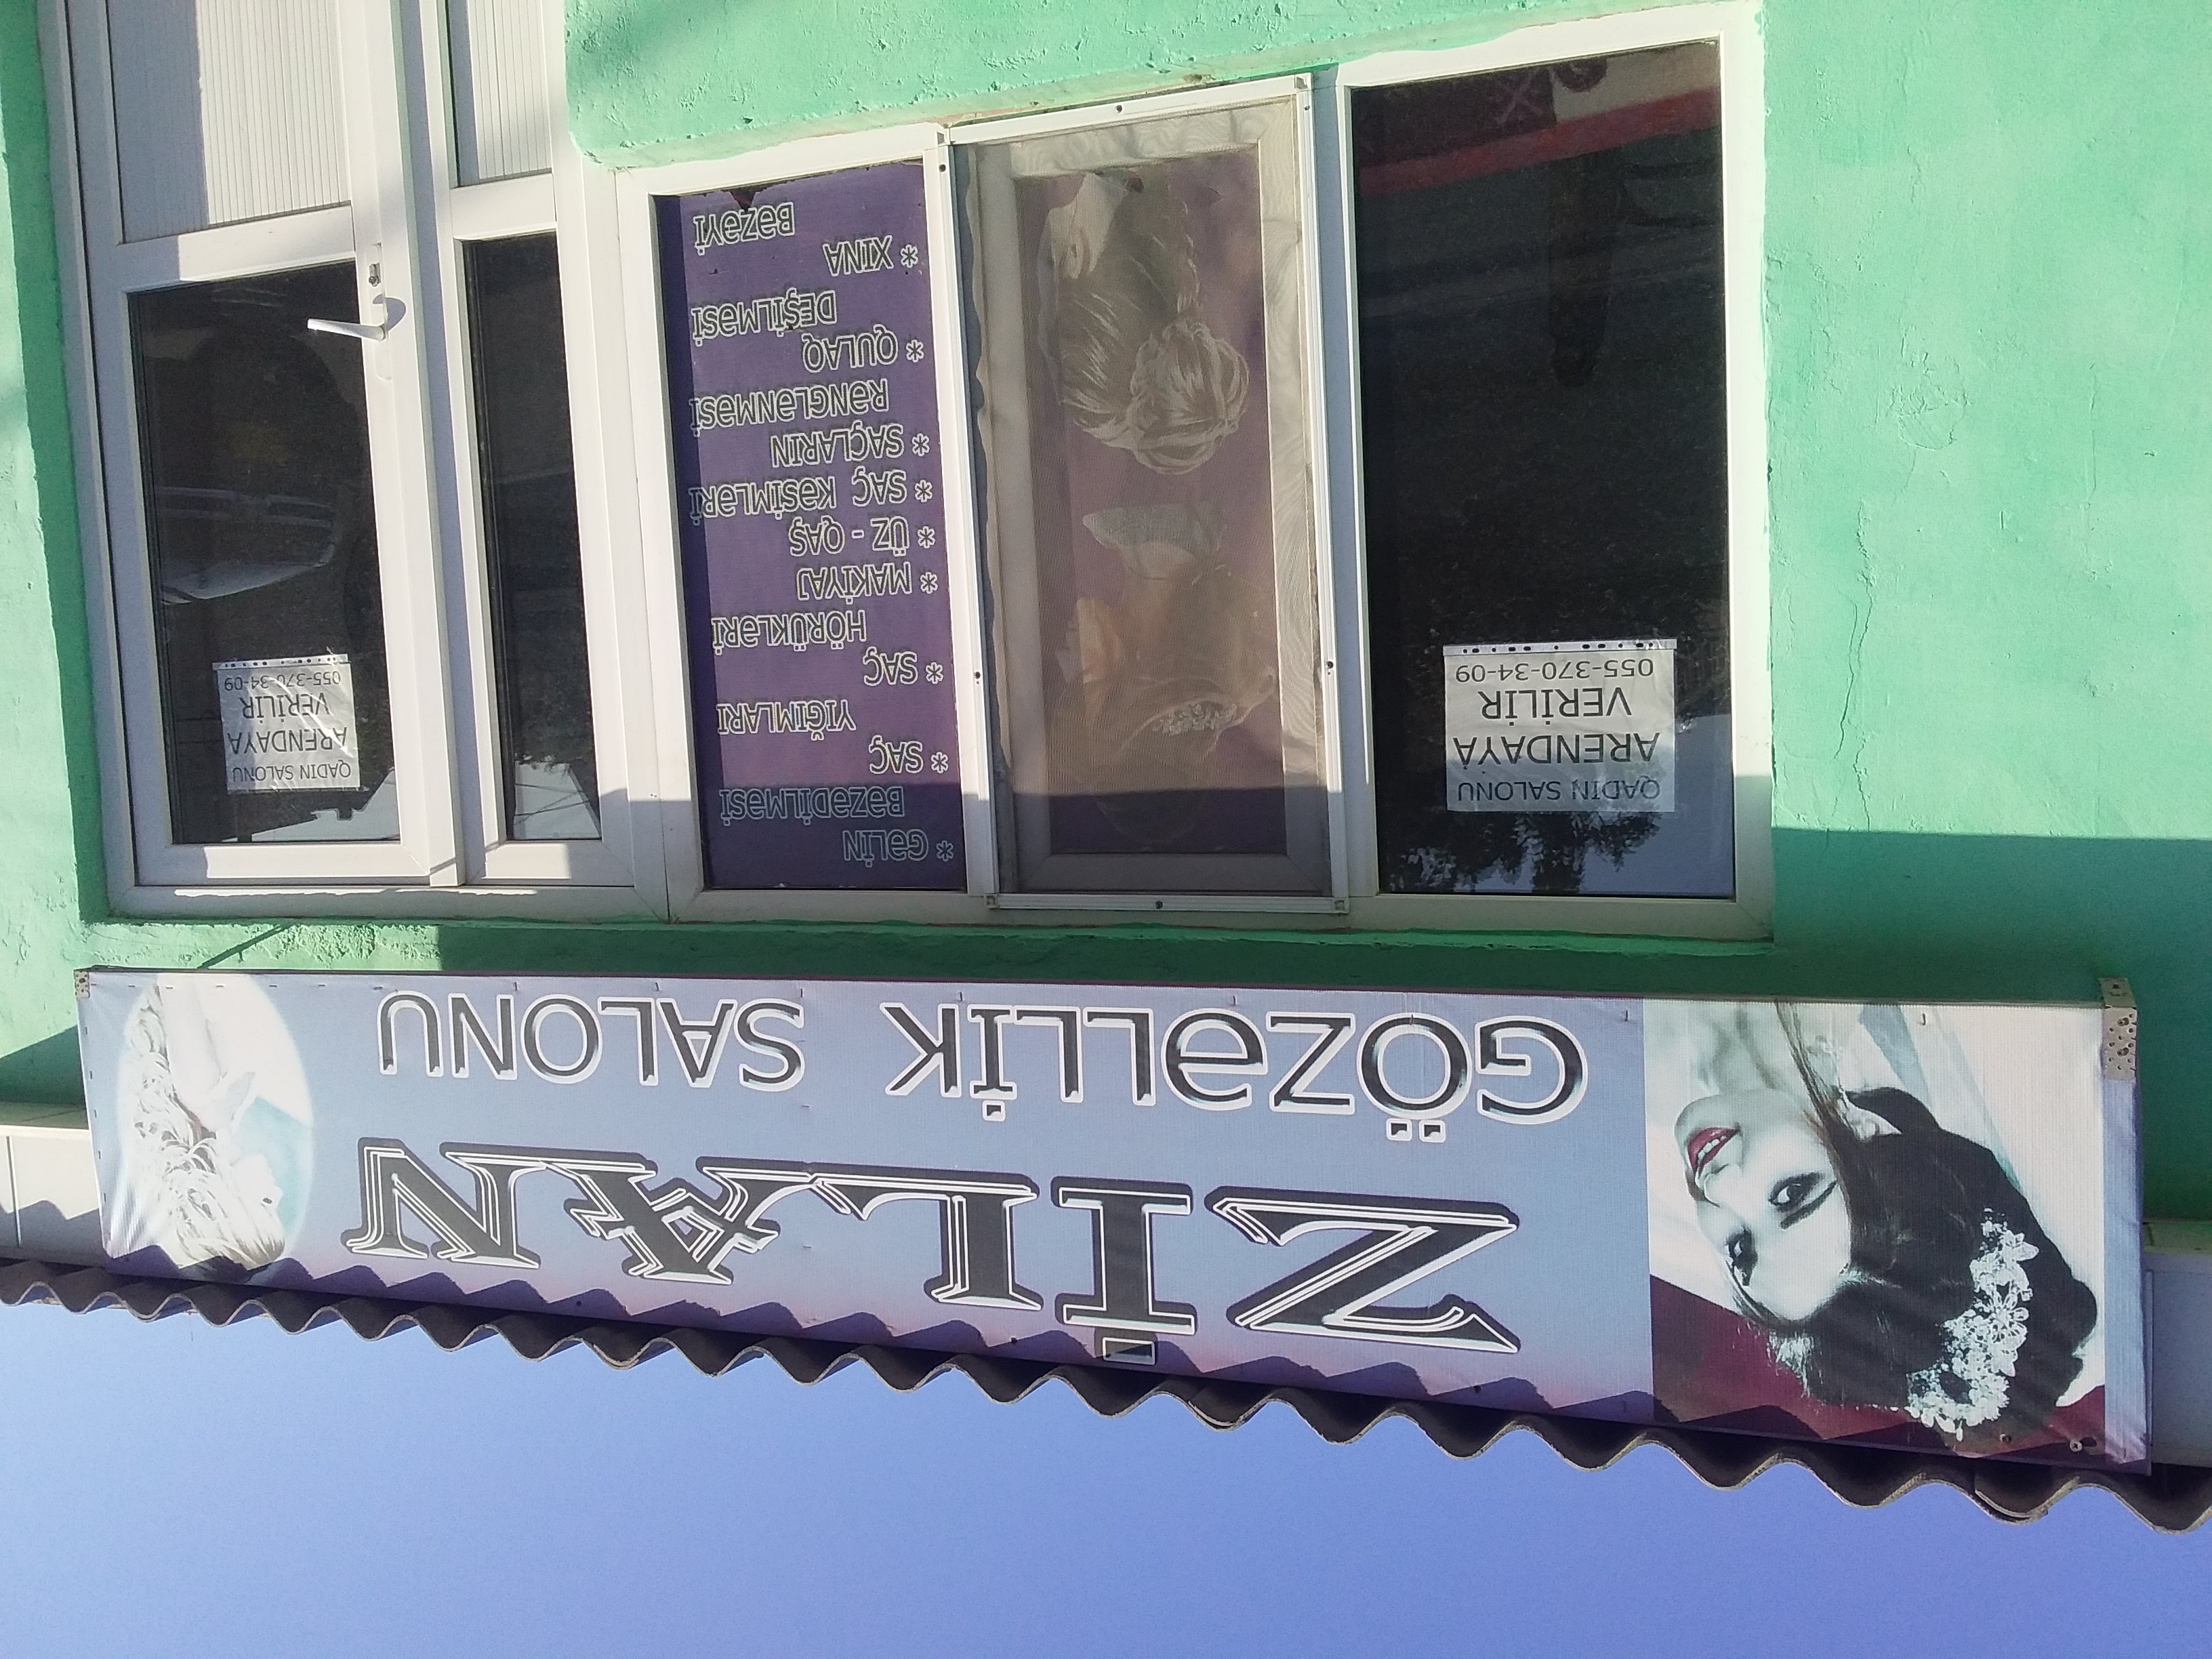 ZİLAN
GÖZƏLLİK SALONU
QADIN SALONU
ARENDAYA
VERİLİR
055-370-34-09
* GƏLİN
BƏZƏDİLMƏSİ
* SAÇ
YIĞIMLARI
* SAÇ
HÖRÜKLƏRİ
* MAKİYAJ
* ÜZ - QAŞ
* SAÇ KƏSİMLƏRİ
* SAÇLARIN
RƏNGLƏNMƏSİ
* QULAQ
DEŞİLMƏSİ
* XINA
BƏZƏYİ
QADIN SALONU
ARENDAYA
VERİLİR
055-370-34-09